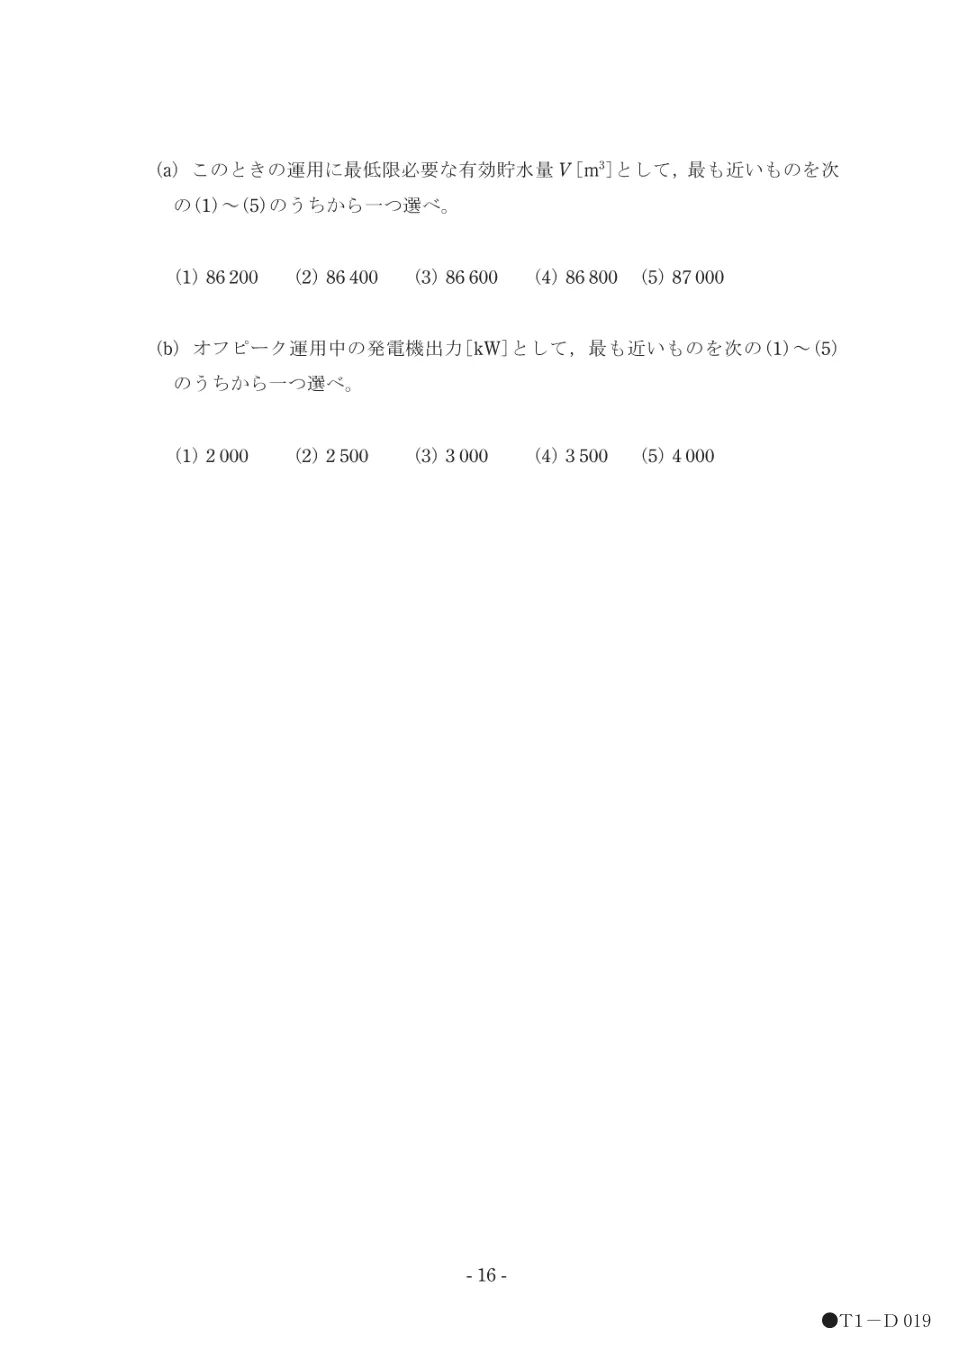 (a) このときの運用に最低限必要な有効貯水量 V [m³]として，最も近いものを次
の(1)～(5)のうちから一つ選べ。
(1) 86 200 (2) 86 400 (3) 86 600 (4) 86 800 (5) 87 000
(b) オフピーク運用中の発電機出力[kW]として，最も近いものを次の(1)～(5)
のうちから一つ選べ。
(1) 2 000 (2) 2 500 (3) 3 000 (4) 3 500 (5) 4 000
- 16 -
●T1－D 019